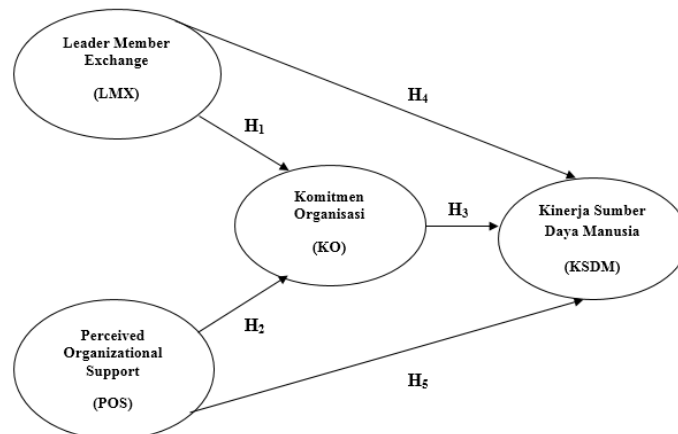 Leader Member
Exchange
(LMX)
H₄
H₁
Komitmen
Organisasi
(KO)
H₃
Kinerja Sumber
Daya Manusia
(KSDM)
H₂
Perceived
Organizational
Support
(POS)
H₅